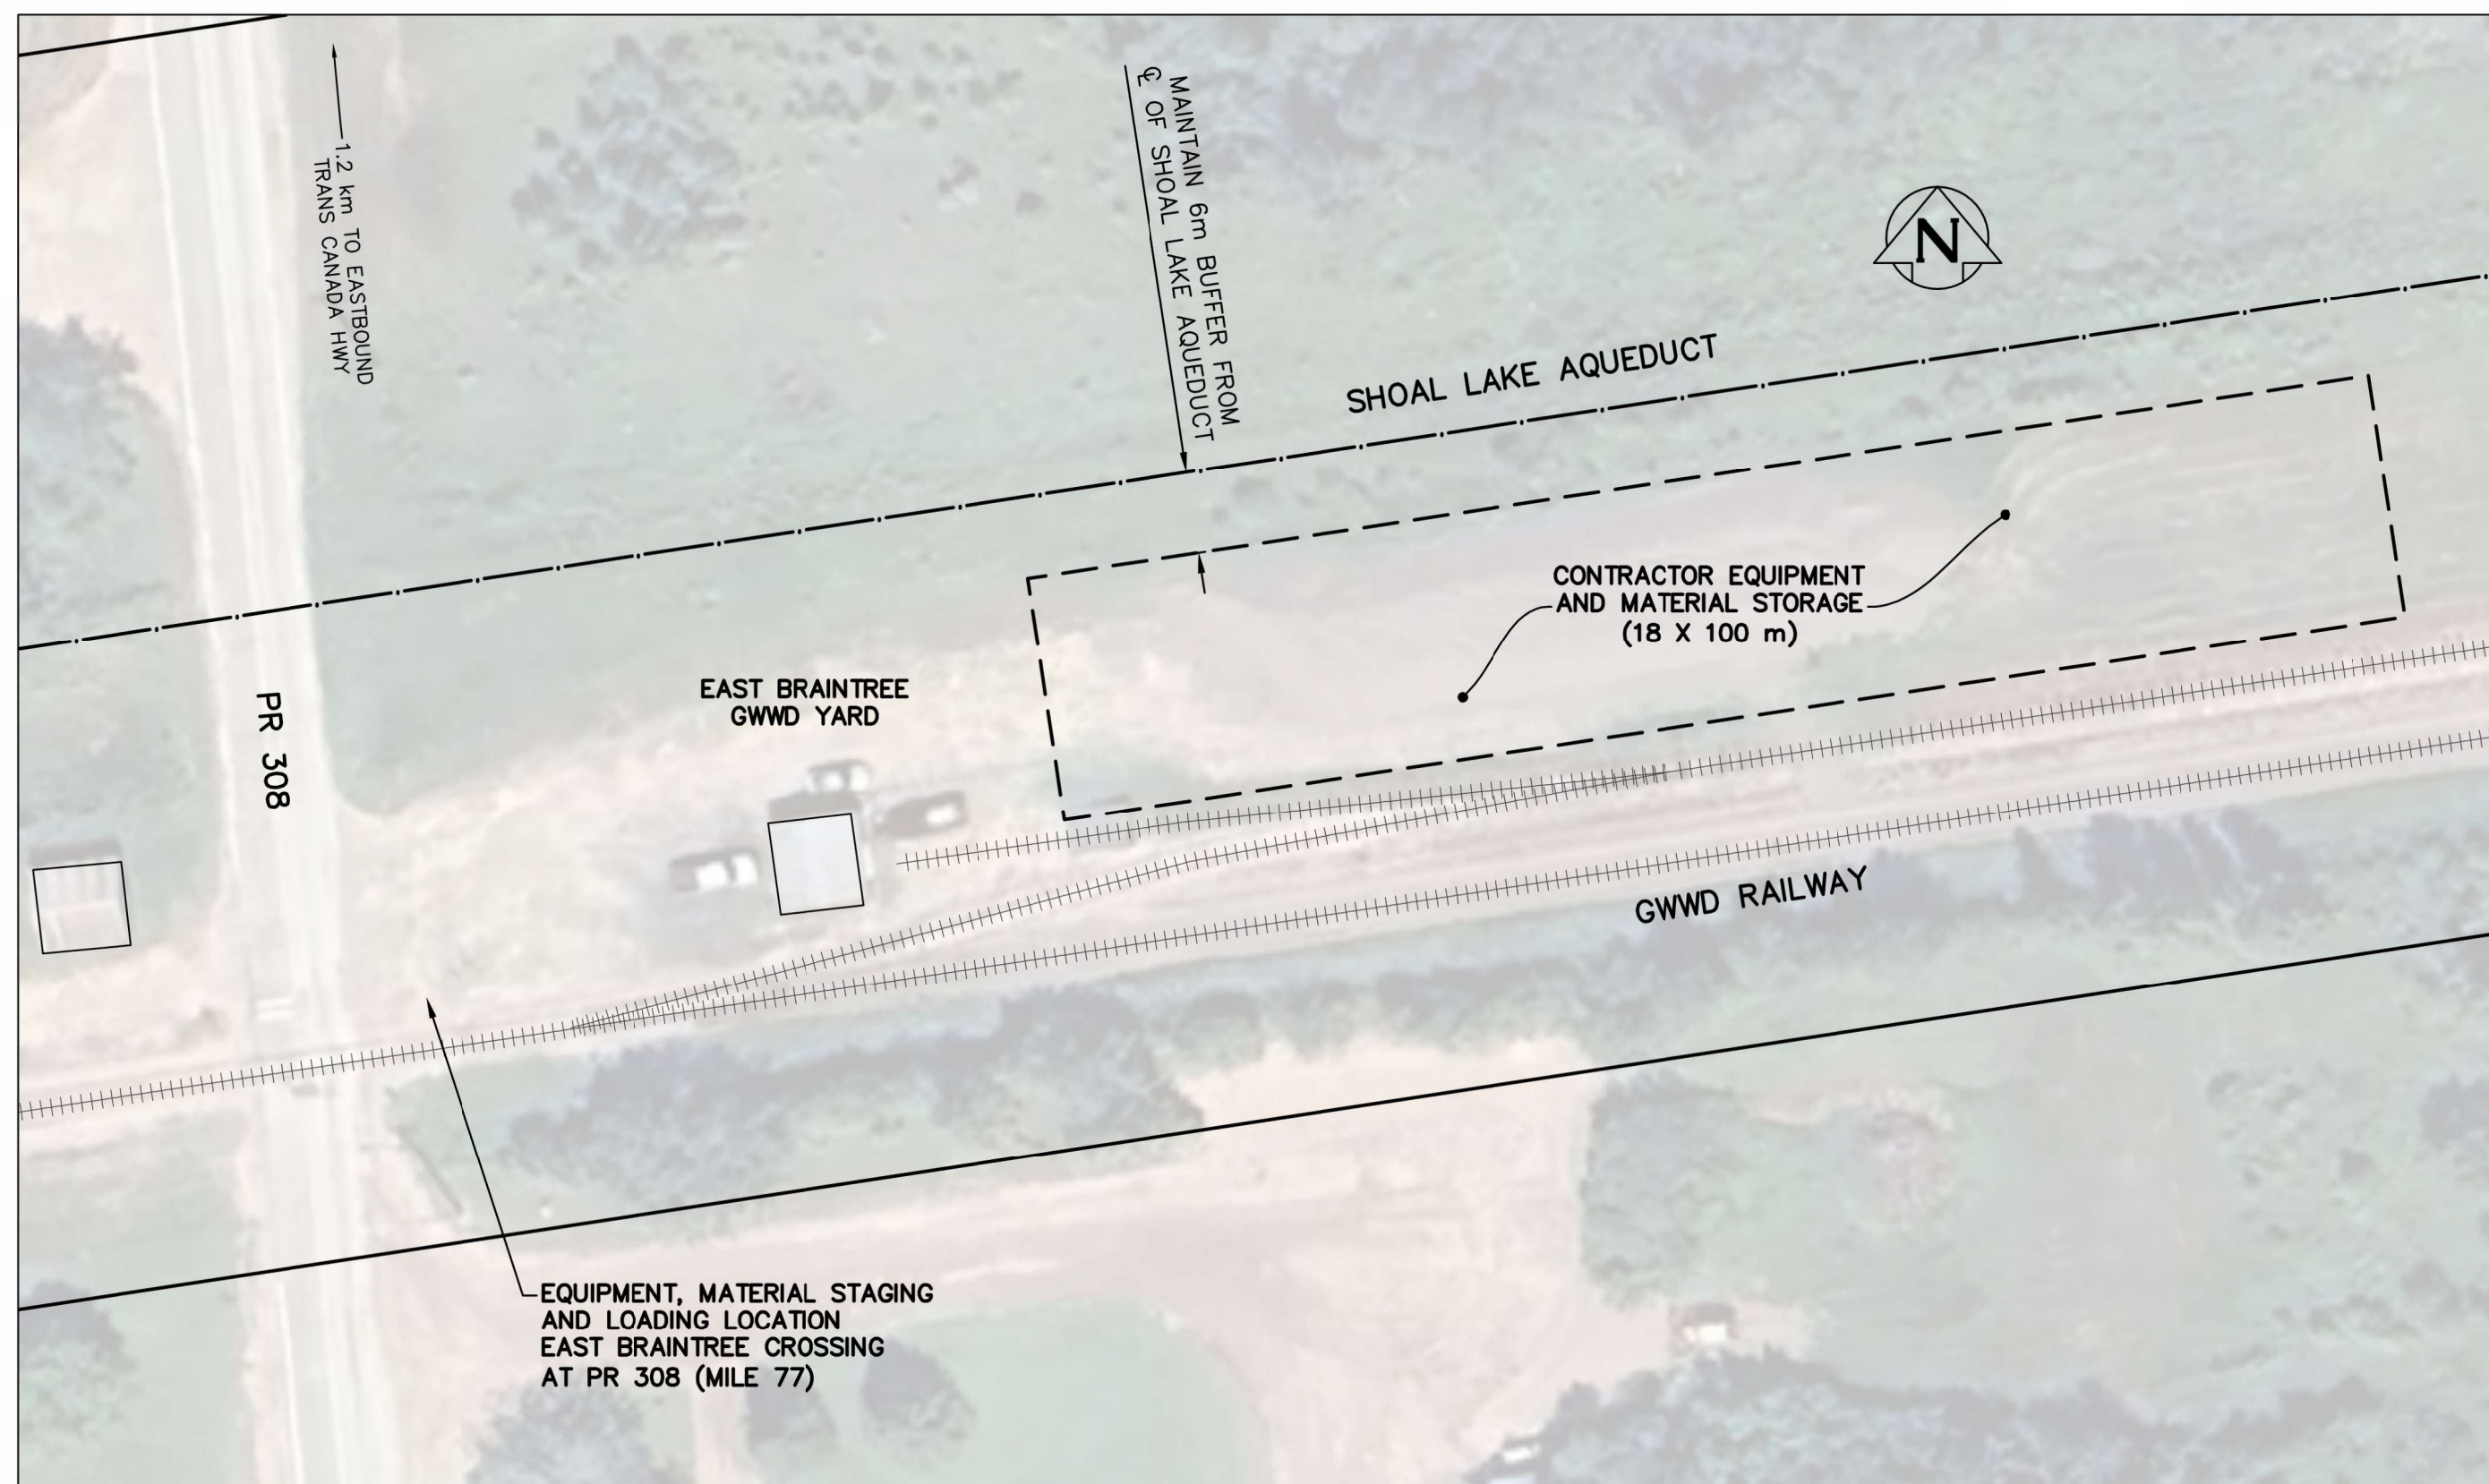 1.2 km TO EASTBOUND
TRANS CANADA HWY
MAINTAIN 6m BUFFER FROM
℄ OF SHOAL LAKE AQUEDUCT
N
SHOAL LAKE AQUEDUCT
CONTRACTOR EQUIPMENT
AND MATERIAL STORAGE
(18 X 100 m)
EAST BRAINTREE
GWWD YARD
PR 308
GWWD RAILWAY
EQUIPMENT, MATERIAL STAGING
AND LOADING LOCATION
EAST BRAINTREE CROSSING
AT PR 308 (MILE 77)